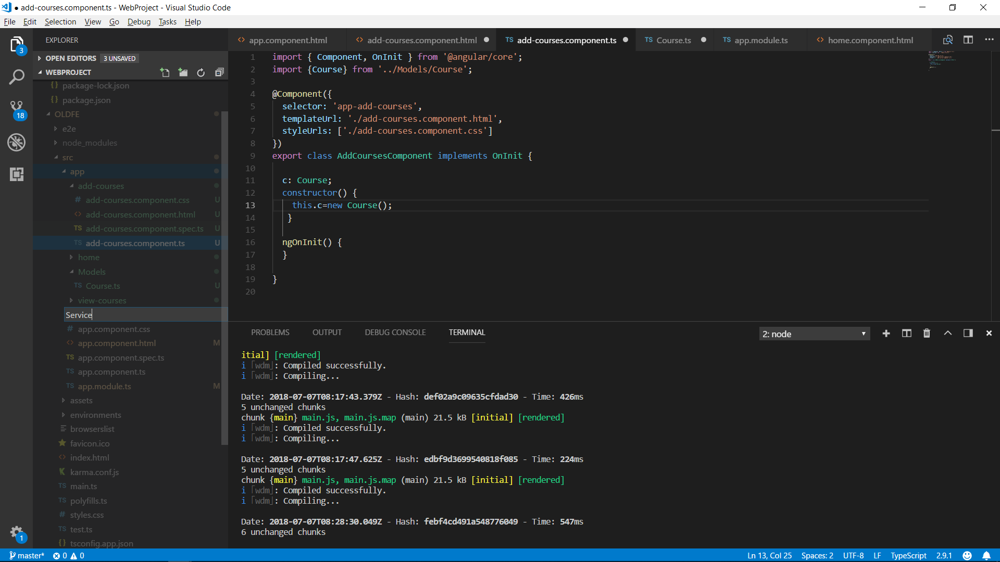 ● add-courses.component.ts - WebProject - Visual Studio Code
File Edit Selection View Go Debug Tasks Help
EXPLORER
OPEN EDITORS 3 UNSAVED
WEBPROJECT
package-lock.json
package.json
OLDFE
e2e
node_modules
src
app
add-courses
# add-courses.component.css U
<> add-courses.component.html U
TS add-courses.component.spec.ts U
TS add-courses.component.ts U
home
Models
TS Course.ts U
view-courses
Service
# app.component.css
<> app.component.html M
TS app.component.spec.ts
TS app.component.ts
TS app.module.ts M
assets
environments
browserslist
favicon.ico
<> index.html
karma.conf.js
TS main.ts
TS polyfills.ts
# styles.css
TS test.ts
{} tsconfig.app.json
3
18
1
<> app.component.html <> add-courses.component.html ● TS add-courses.component.ts ● TS Course.ts ● TS app.module.ts <> home.component.html
1 import { Component, OnInit } from '@angular/core';
2 import {Course} from '../Models/Course';
3
4 @Component({
5 selector: 'app-add-courses',
6 templateUrl: './add-courses.component.html',
7 styleUrls: ['./add-courses.component.css']
8 })
9 export class AddCoursesComponent implements OnInit {
10
11 c: Course;
12 constructor() {
13 this.c=new Course();
14 }
15
16 ngOnInit() {
17 }
18
19 }
20
PROBLEMS OUTPUT DEBUG CONSOLE TERMINAL 2: node
itial] [rendered]
i ｢wdm｣: Compiled successfully.
i ｢wdm｣: Compiling...
Date: 2018-07-07T08:17:43.379Z - Hash: def02a9c09635cfdad30 - Time: 426ms
5 unchanged chunks
chunk {main} main.js, main.js.map (main) 21.5 kB [initial] [rendered]
i ｢wdm｣: Compiled successfully.
i ｢wdm｣: Compiling...
Date: 2018-07-07T08:17:47.625Z - Hash: edbf9d3699540818f085 - Time: 224ms
5 unchanged chunks
chunk {main} main.js, main.js.map (main) 21.5 kB [initial] [rendered]
i ｢wdm｣: Compiled successfully.
i ｢wdm｣: Compiling...
Date: 2018-07-07T08:28:30.049Z - Hash: febf4cd491a548776049 - Time: 547ms
6 unchanged chunks
master* 0 0 Ln 13, Col 25 Spaces: 2 UTF-8 LF TypeScript 2.9.1